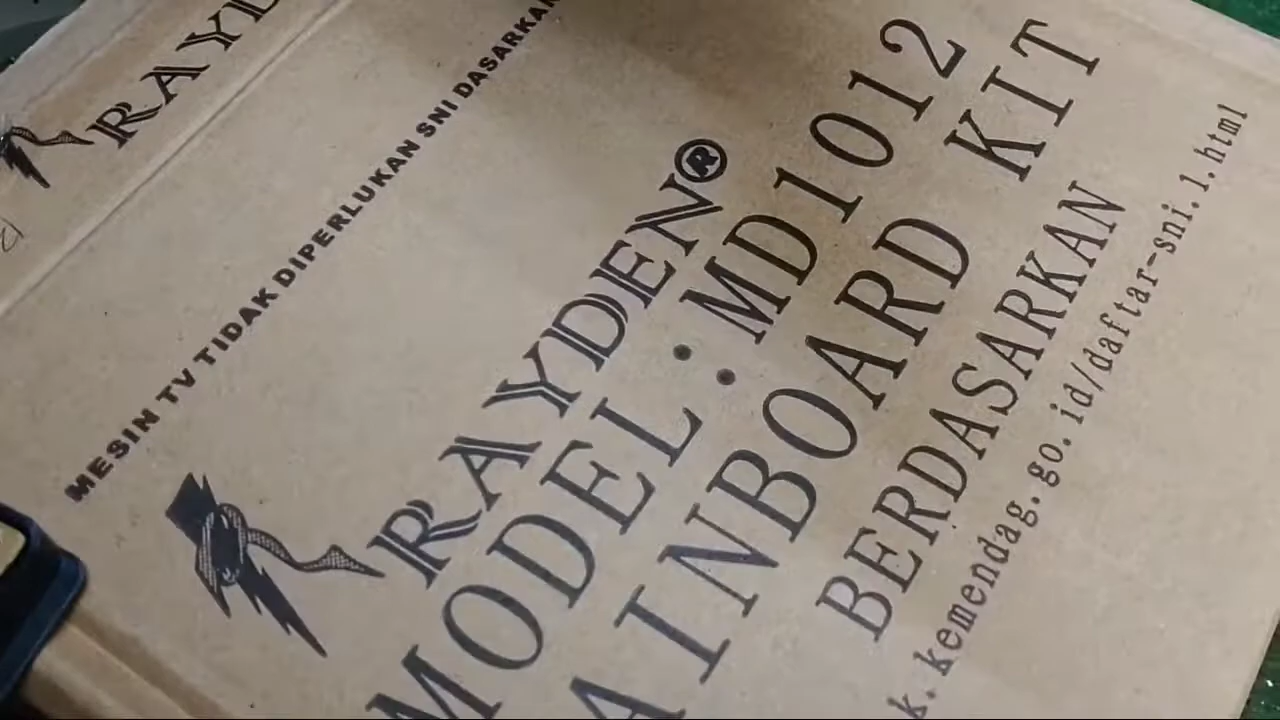 RAYD
MESIN TV TIDAK DIPERLUKAN SNI DASARKAN
RAYDEN®
MODEL: MD1012
AINBOARD KIT
BERDASARKAN
k.kemendag.go.id/daftar-sni.1.html